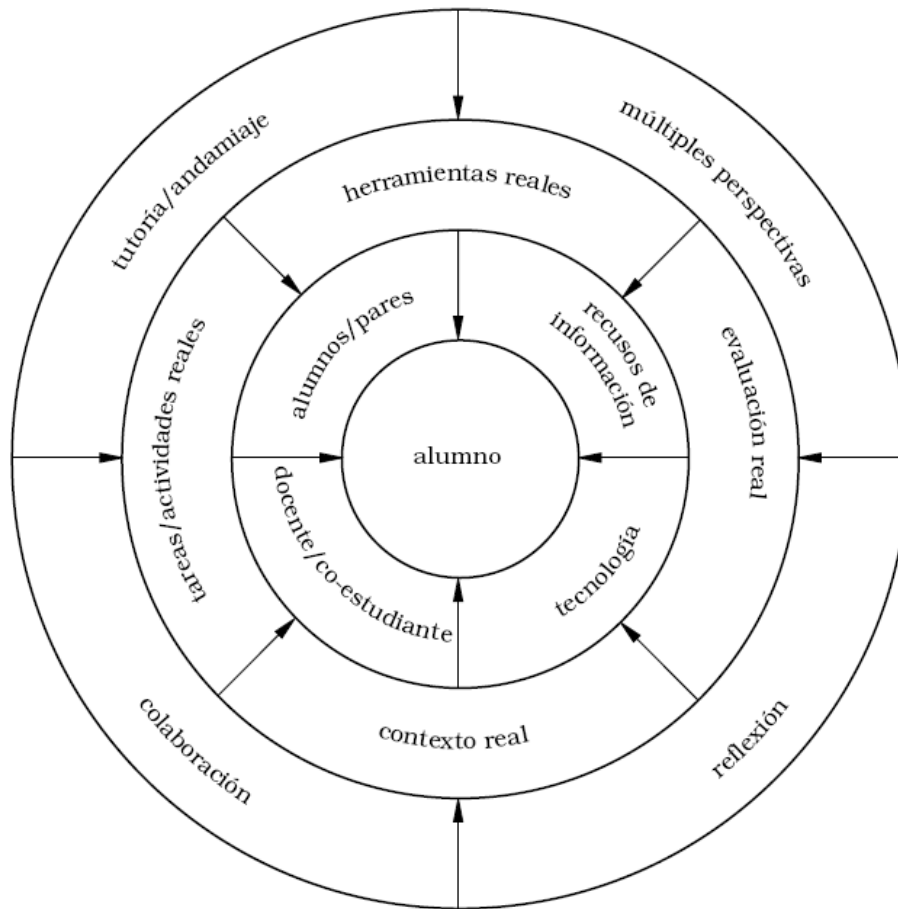 tutoría/andamiaje
múltiples perspectivas
herramientas reales
alumnos/pares
recusos de
información
tareas/actividades reales
evaluación real
alumno
docente/co-estudiante
tecnología
contexto real
colaboración
reflexión